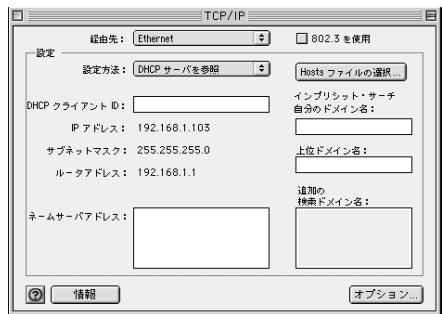 TCP/IP
経由先： Ethernet
802.3 を使用
設定
設定方法： DHCP サーバを参照
Hosts ファイルの選択...
DHCP クライアント ID：
インプリシット・サーチ
自分のドメイン名：
IP アドレス： 192.168.1.103
サブネットマスク： 255.255.255.0
上位ドメイン名：
ルータアドレス： 192.168.1.1
追加の
検索ドメイン名：
ネームサーバアドレス：
? 情報
オプション...